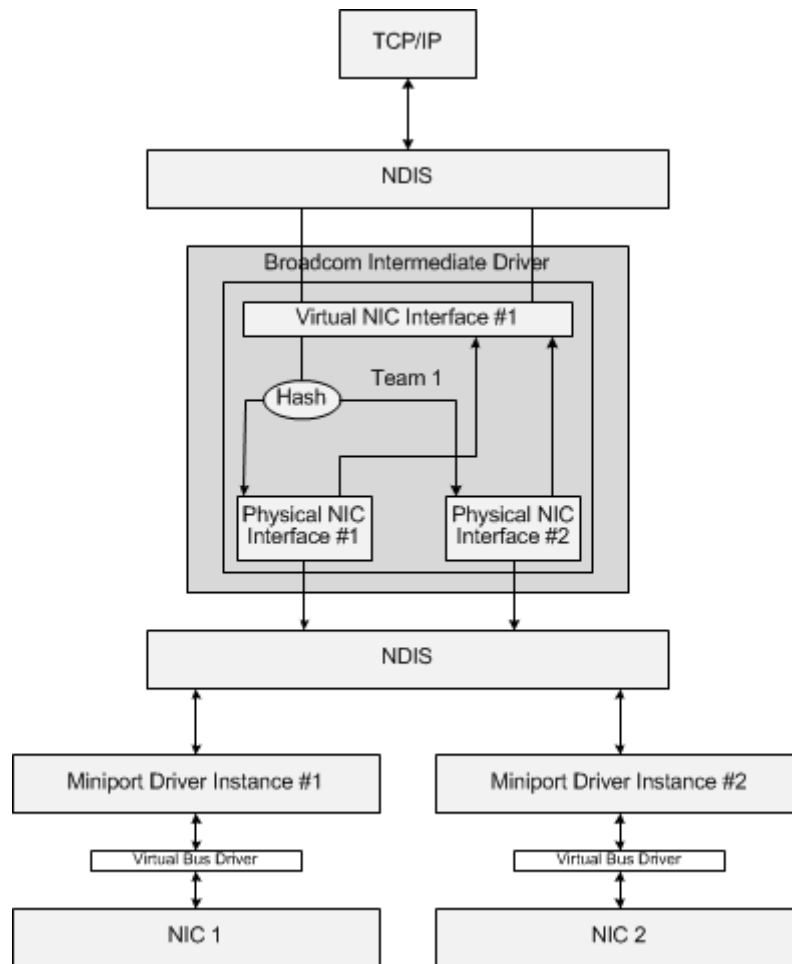 TCP/IP
NDIS
Broadcom Intermediate Driver
Virtual NIC Interface #1
Team 1
Hash
Physical NIC
Interface #1
Physical NIC
Interface #2
NDIS
Miniport Driver Instance #1
Miniport Driver Instance #2
Virtual Bus Driver
Virtual Bus Driver
NIC 1
NIC 2